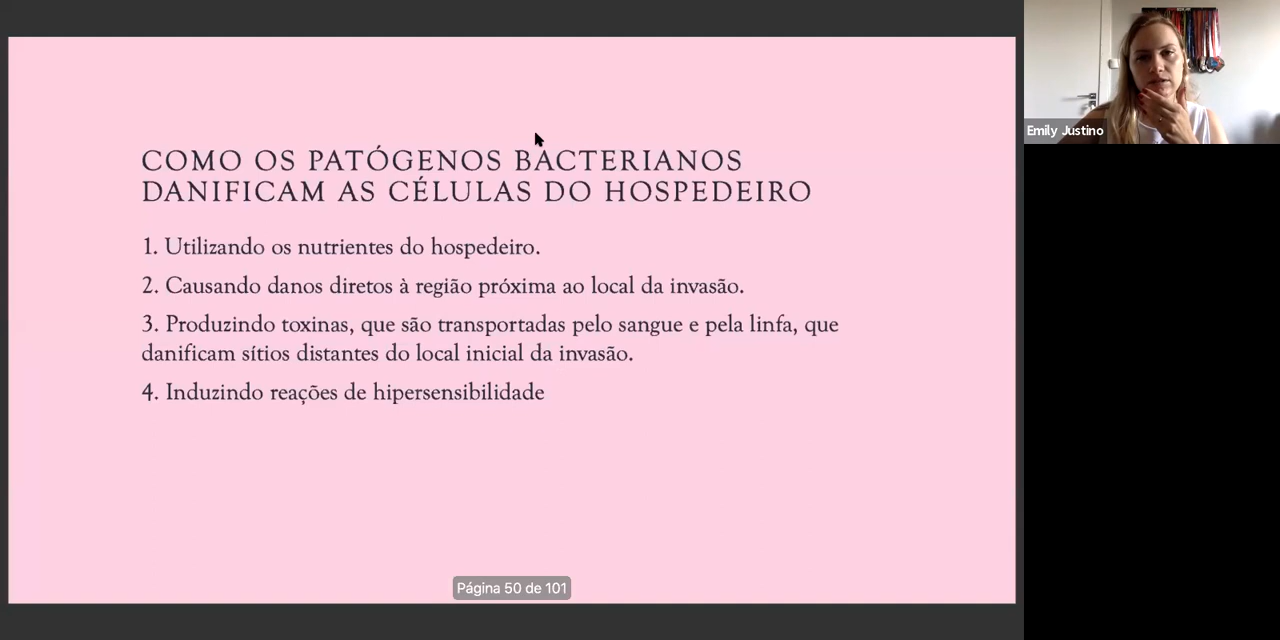 COMO OS PATÓGENOS BACTERIANOS
DANIFICAM AS CÉLULAS DO HOSPEDEIRO
1. Utilizando os nutrientes do hospedeiro.
2. Causando danos diretos à região próxima ao local da invasão.
3. Produzindo toxinas, que são transportadas pelo sangue e pela linfa, que
danificam sítios distantes do local inicial da invasão.
4. Induzindo reações de hipersensibilidade
Página 50 de 101
Emily Justino